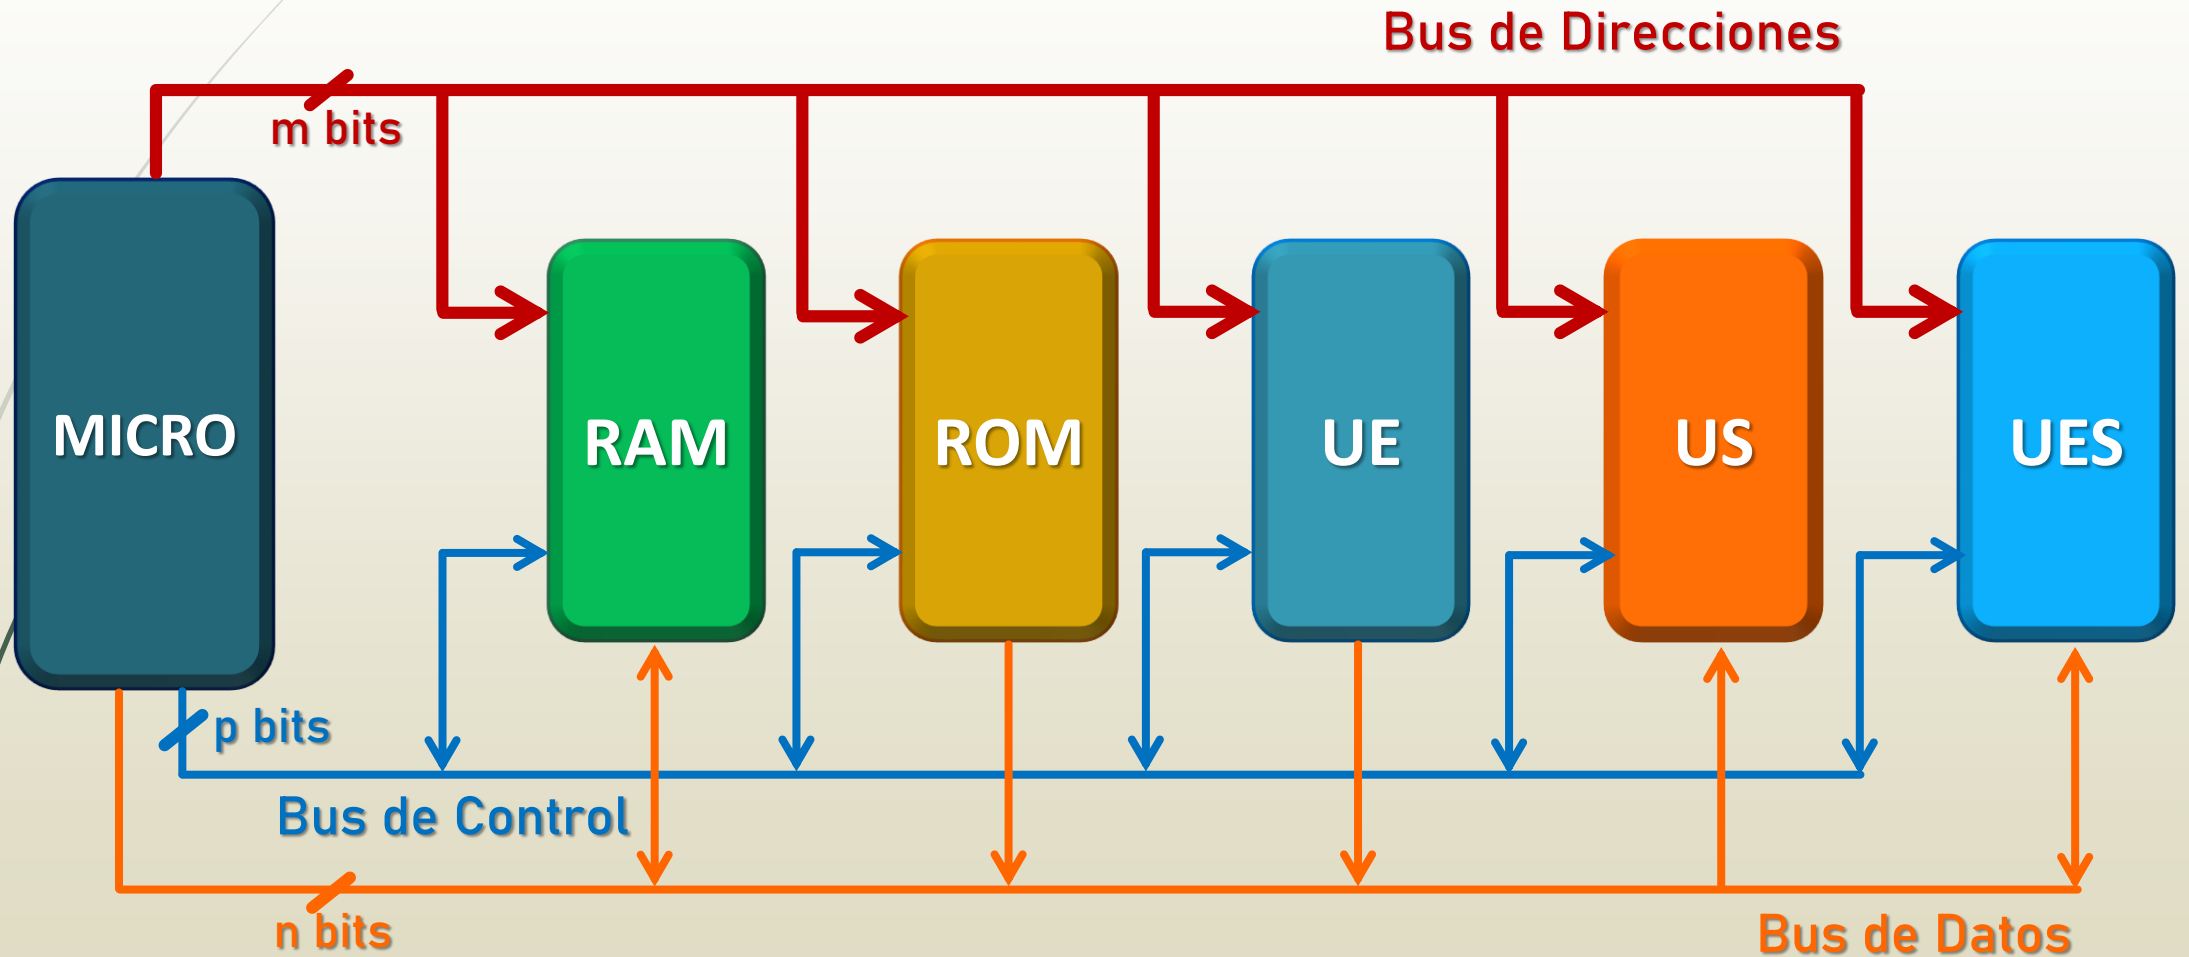 Bus de Direcciones
m bits
MICRO
RAM
ROM
UE
US
UES
p bits
Bus de Control
n bits
Bus de Datos